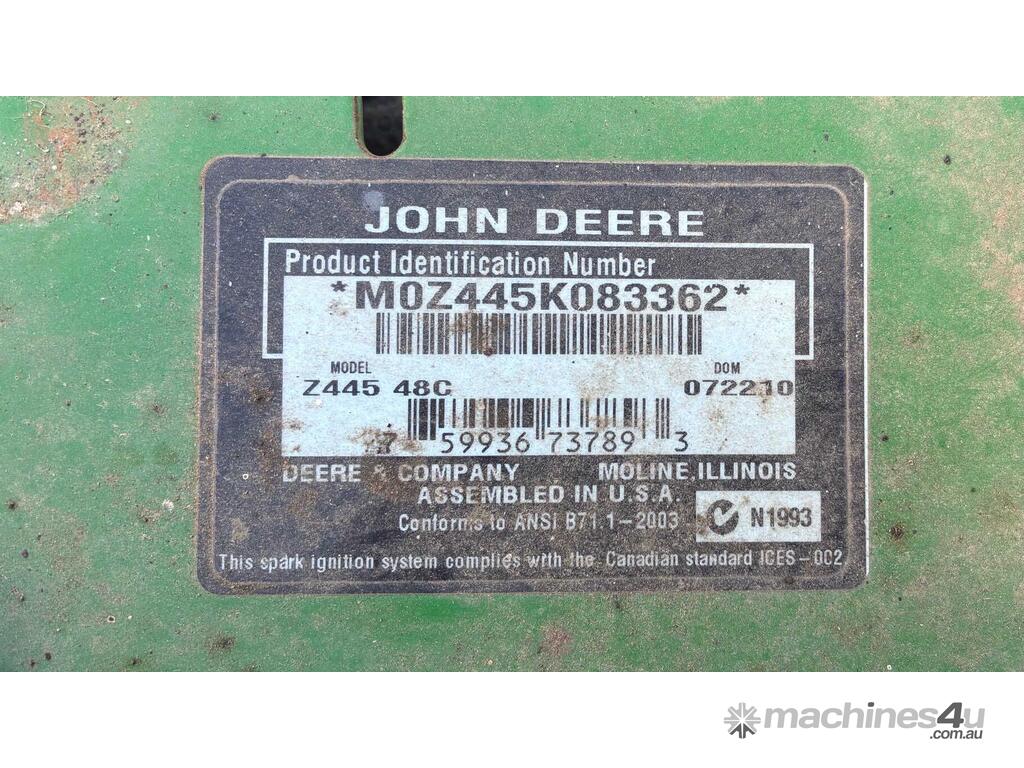 JOHN DEERE
Product Identification Number
*M0Z445K083362*
MODEL DOM
Z445 48C 072210
7 59936 73789 3
DEERE & COMPANY MOLINE, ILLINOIS
ASSEMBLED IN U.S.A.
Conforms to ANSI B71.1-2003 N1993
This spark ignition system complies with the Canadian standard ICES-002
machines4u
.com.au